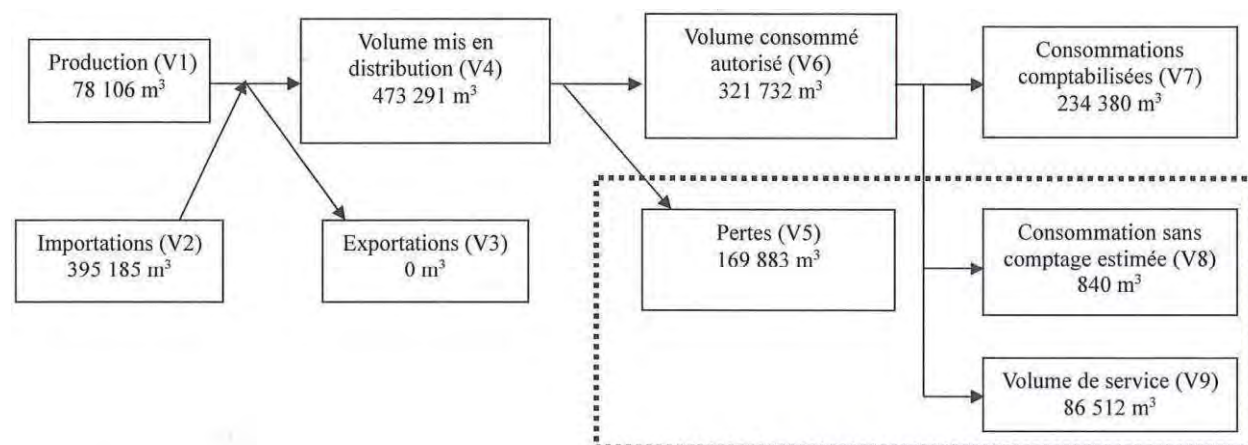 Production (V1)
78 106 m³
Volume mis en
distribution (V4)
473 291 m³
Volume consommé
autorisé (V6)
321 732 m³
Consommations
comptabilisées (V7)
234 380 m³
Importations (V2)
395 185 m³
Exportations (V3)
0 m³
Pertes (V5)
169 883 m³
Consommation sans
comptage estimée (V8)
840 m³
Volume de service (V9)
86 512 m³